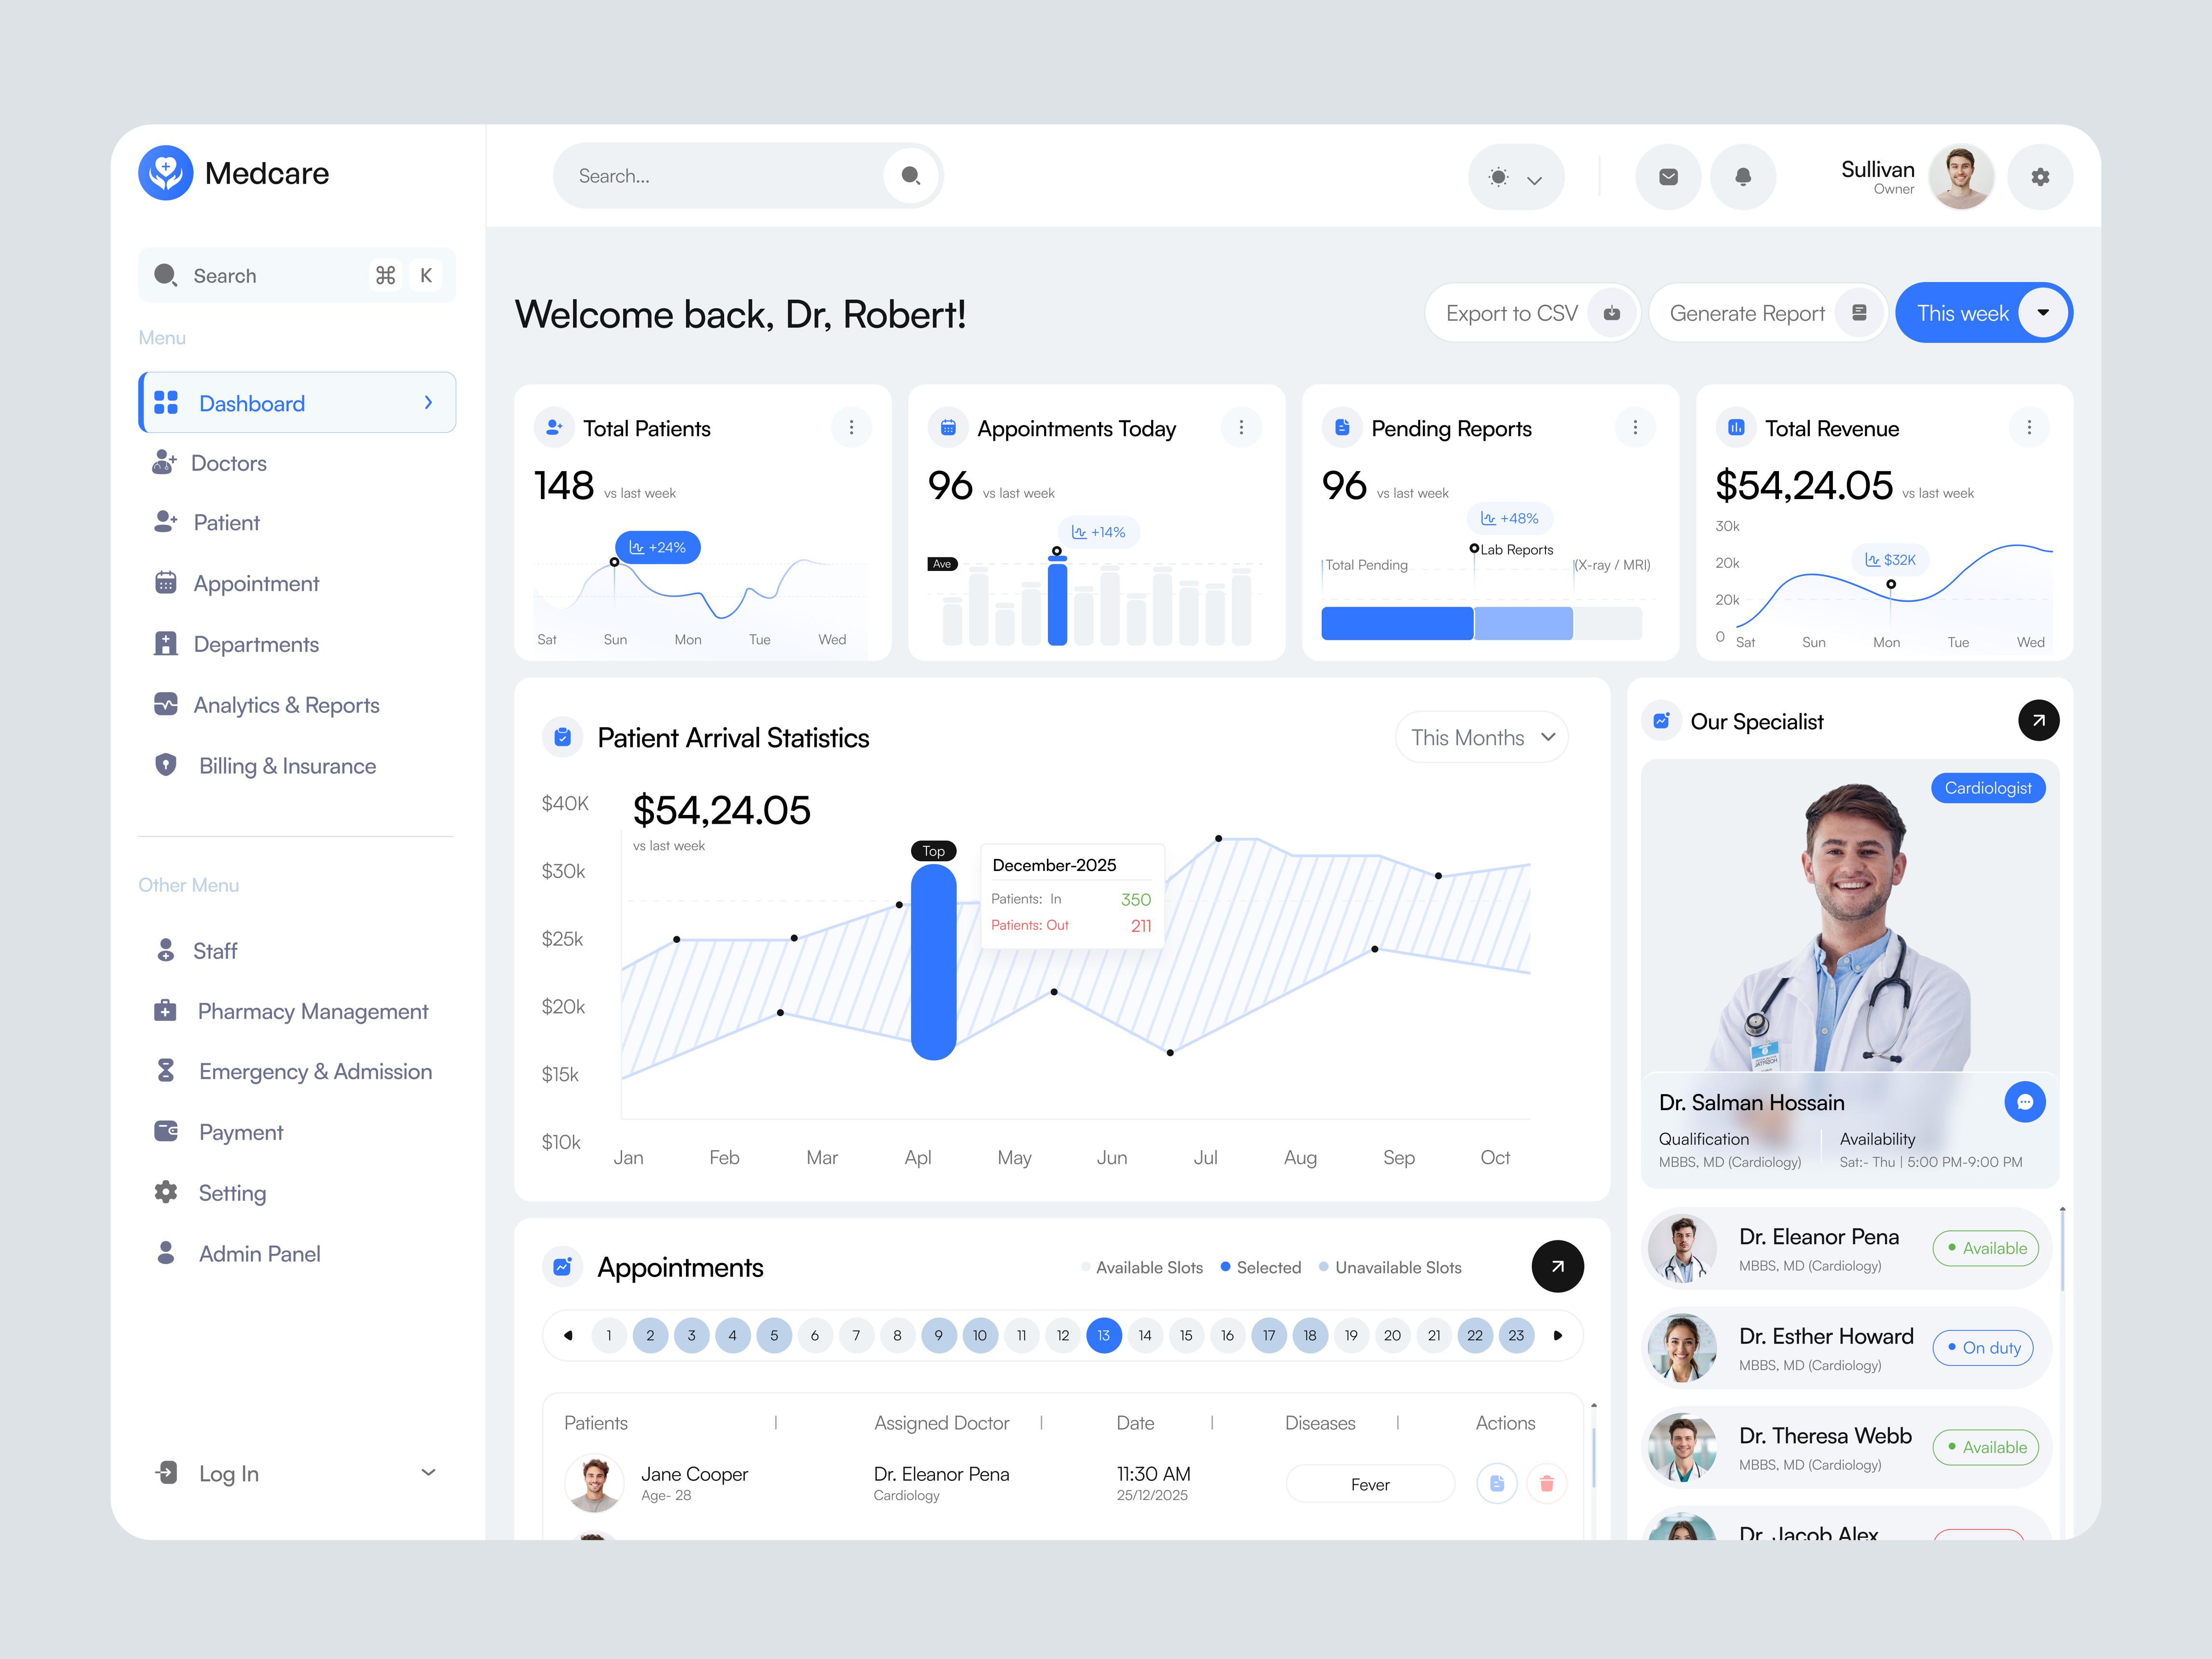 Medcare
Search...
Sullivan
Owner
Search ⌘ K
Menu
Dashboard
Doctors
Patient
Appointment
Departments
Analytics & Reports
Billing & Insurance
Other Menu
Staff
Pharmacy Management
Emergency & Admission
Payment
Setting
Admin Panel
Log In
Welcome back, Dr, Robert!
Export to CSV
Generate Report
This week
Total Patients
148 vs last week
+24%
Sat Sun Mon Tue Wed
Appointments Today
96 vs last week
+14%
Ave
Pending Reports
96 vs last week
+48%
Lab Reports
Total Pending
(X-ray / MRI)
Total Revenue
$54,24.05 vs last week
30k
20k
$32K
20k
0
Sat Sun Mon Tue Wed
Patient Arrival Statistics
This Months
$40K
$54,24.05
vs last week
Top
$30k
December-2025
Patients: In 350
Patients: Out 211
$25k
$20k
$15k
$10k
Jan Feb Mar Apl May Jun Jul Aug Sep Oct
Our Specialist
Cardiologist
Dr. Salman Hossain
Qualification
MBBS, MD (Cardiology)
Availability
Sat:- Thu | 5:00 PM-9:00 PM
Dr. Eleanor Pena
MBBS, MD (Cardiology)
Available
Dr. Esther Howard
MBBS, MD (Cardiology)
On duty
Dr. Theresa Webb
MBBS, MD (Cardiology)
Available
Dr. Jacob Alex
Appointments
Available Slots
Selected
Unavailable Slots
1 2 3 4 5 6 7 8 9 10 11 12 13 14 15 16 17 18 19 20 21 22 23
Patients | Assigned Doctor | Date | Diseases | Actions
Jane Cooper
Age- 28
Dr. Eleanor Pena
Cardiology
11:30 AM
25/12/2025
Fever